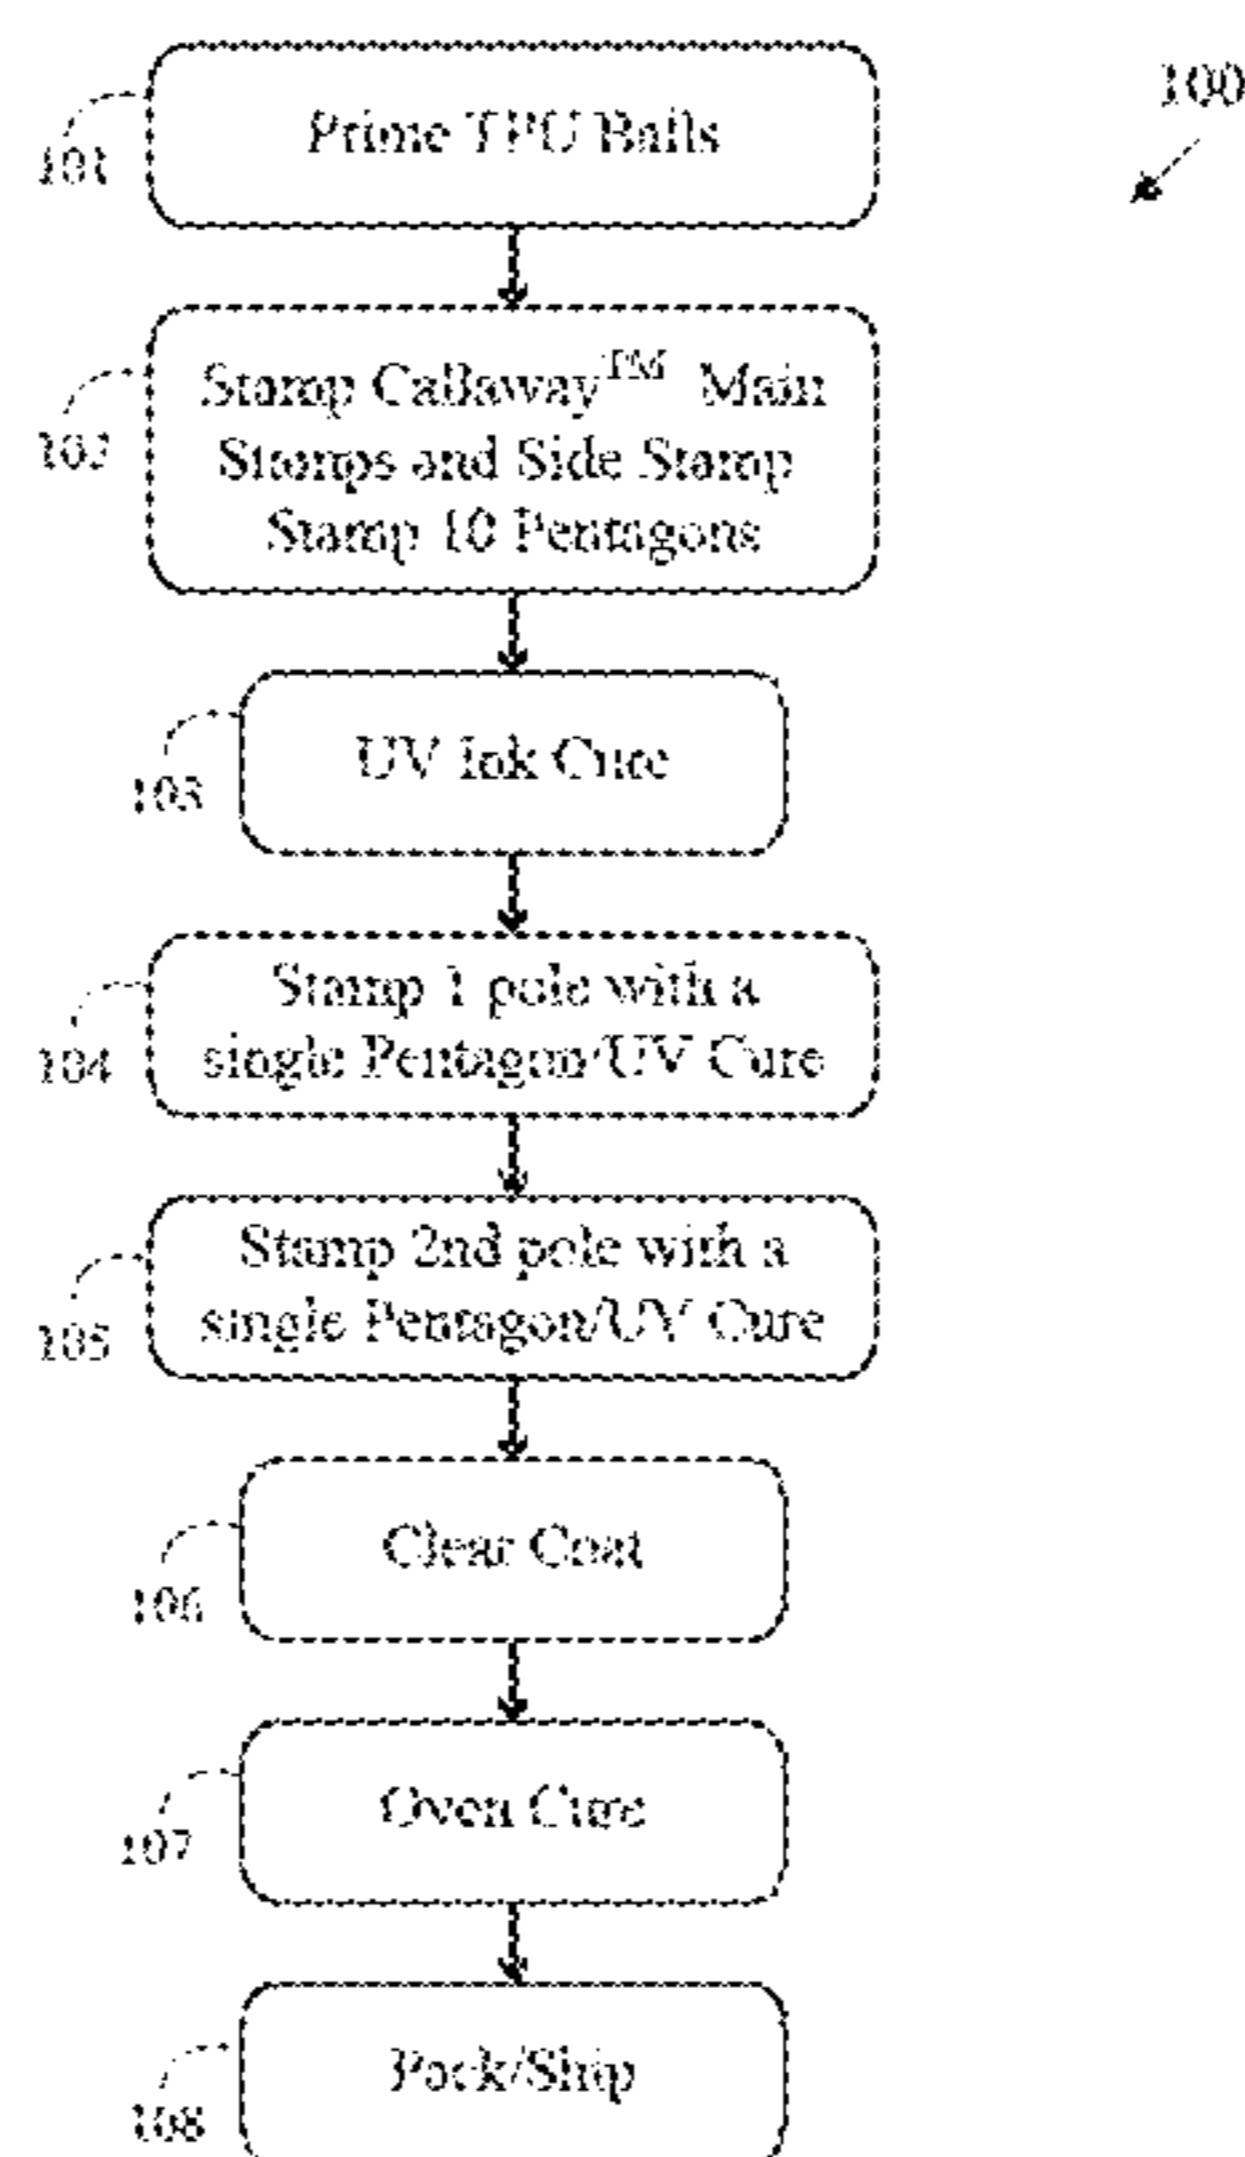 100
101
Prime TPU Balls
102
Stamp Callaway™ Main
Stamps and Side Stamp
Stamp 10 Pentagons
103
UV Ink Cure
104
Stamp 1 pole with a
single Pentagon/UV Cure
105
Stamp 2nd pole with a
single Pentagon/UV Cure
106
Clear Coat
107
Oven Cure
108
Pack/Ship